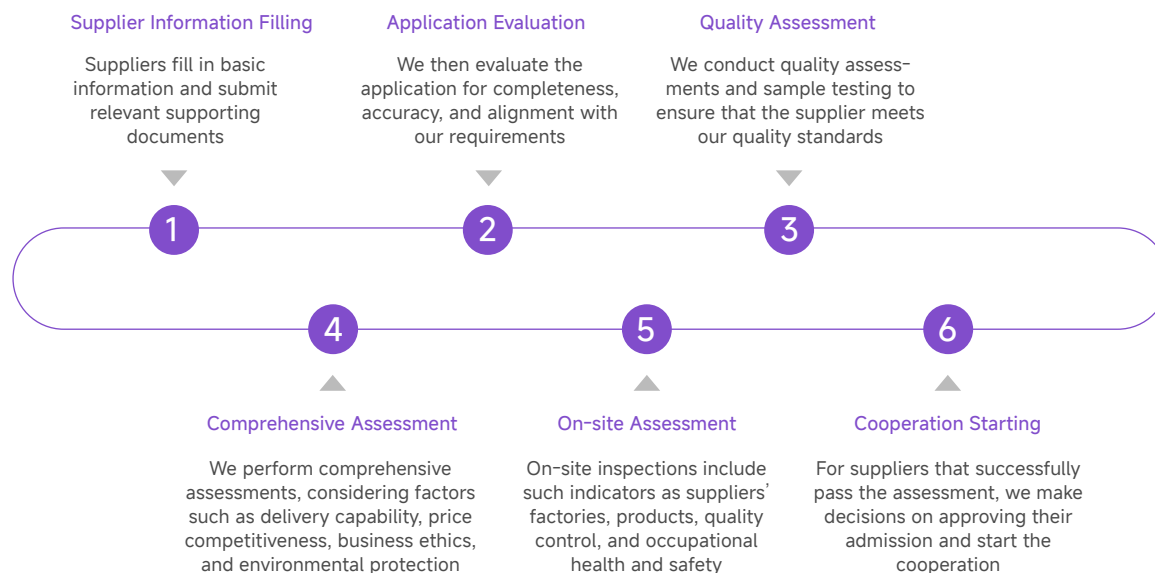 Supplier Information Filling
Suppliers fill in basic
information and submit
relevant supporting
documents
Application Evaluation
We then evaluate the
application for completeness,
accuracy, and alignment with
our requirements
Quality Assessment
We conduct quality assess-
ments and sample testing to
ensure that the supplier meets
our quality standards
1
2
3
4
5
6
Comprehensive Assessment
We perform comprehensive
assessments, considering factors
such as delivery capability, price
competitiveness, business ethics,
and environmental protection
On-site Assessment
On-site inspections include
such indicators as suppliers’
factories, products, quality
control, and occupational
health and safety
Cooperation Starting
For suppliers that successfully
pass the assessment, we make
decisions on approving their
admission and start the
cooperation